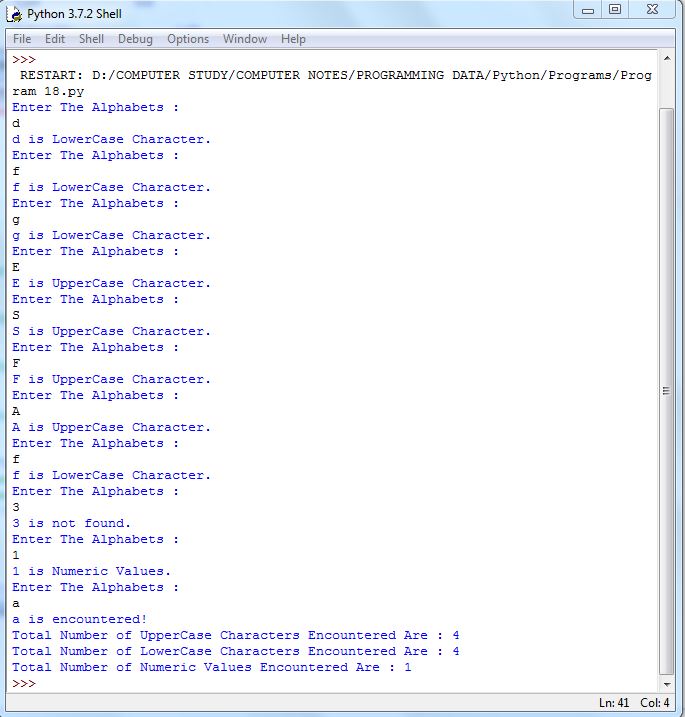 Python 3.7.2 Shell
File Edit Shell Debug Options Window Help
>>>
RESTART: D:/COMPUTER STUDY/COMPUTER NOTES/PROGRAMMING DATA/Python/Programs/Prog
ram 18.py
Enter The Alphabets :
d
d is LowerCase Character.
Enter The Alphabets :
f
f is LowerCase Character.
Enter The Alphabets :
g
g is LowerCase Character.
Enter The Alphabets :
E
E is UpperCase Character.
Enter The Alphabets :
S
S is UpperCase Character.
Enter The Alphabets :
F
F is UpperCase Character.
Enter The Alphabets :
A
A is UpperCase Character.
Enter The Alphabets :
f
f is LowerCase Character.
Enter The Alphabets :
3
3 is not found.
Enter The Alphabets :
1
1 is Numeric Values.
Enter The Alphabets :
a
a is encountered!
Total Number of UpperCase Characters Encountered Are : 4
Total Number of LowerCase Characters Encountered Are : 4
Total Number of Numeric Values Encountered Are : 1
>>>
Ln: 41 Col: 4